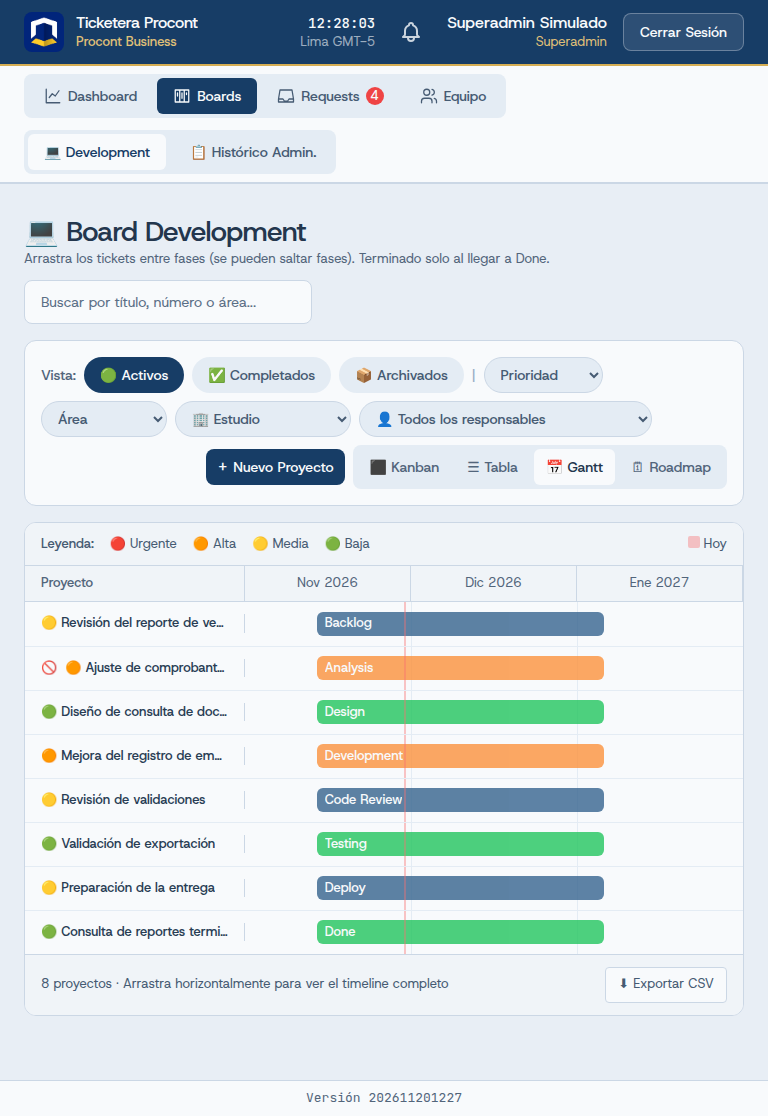 Ticketera Procont
Procont Business
12:28:03
Lima GMT-5
Superadmin Simulado
Superadmin
Cerrar Sesión
Dashboard
Boards
Requests 4
Equipo
Development
Histórico Admin.
Board Development
Arrastra los tickets entre fases (se pueden saltar fases). Terminado solo al llegar a Done.
Buscar por título, número o área...
Vista:
Activos
Completados
Archivados
|
Prioridad
Área
Estudio
Todos los responsables
+ Nuevo Proyecto
Kanban
Tabla
Gantt
Roadmap
Leyenda:
Urgente
Alta
Media
Baja
Hoy
Proyecto
Nov 2026
Dic 2026
Ene 2027
Revisión del reporte de ve...
Backlog
Ajuste de comprobant...
Analysis
Diseño de consulta de doc...
Design
Mejora del registro de em...
Development
Revisión de validaciones
Code Review
Validación de exportación
Testing
Preparación de la entrega
Deploy
Consulta de reportes termi...
Done
8 proyectos · Arrastra horizontalmente para ver el timeline completo
⬇ Exportar CSV
Versión 202611201227